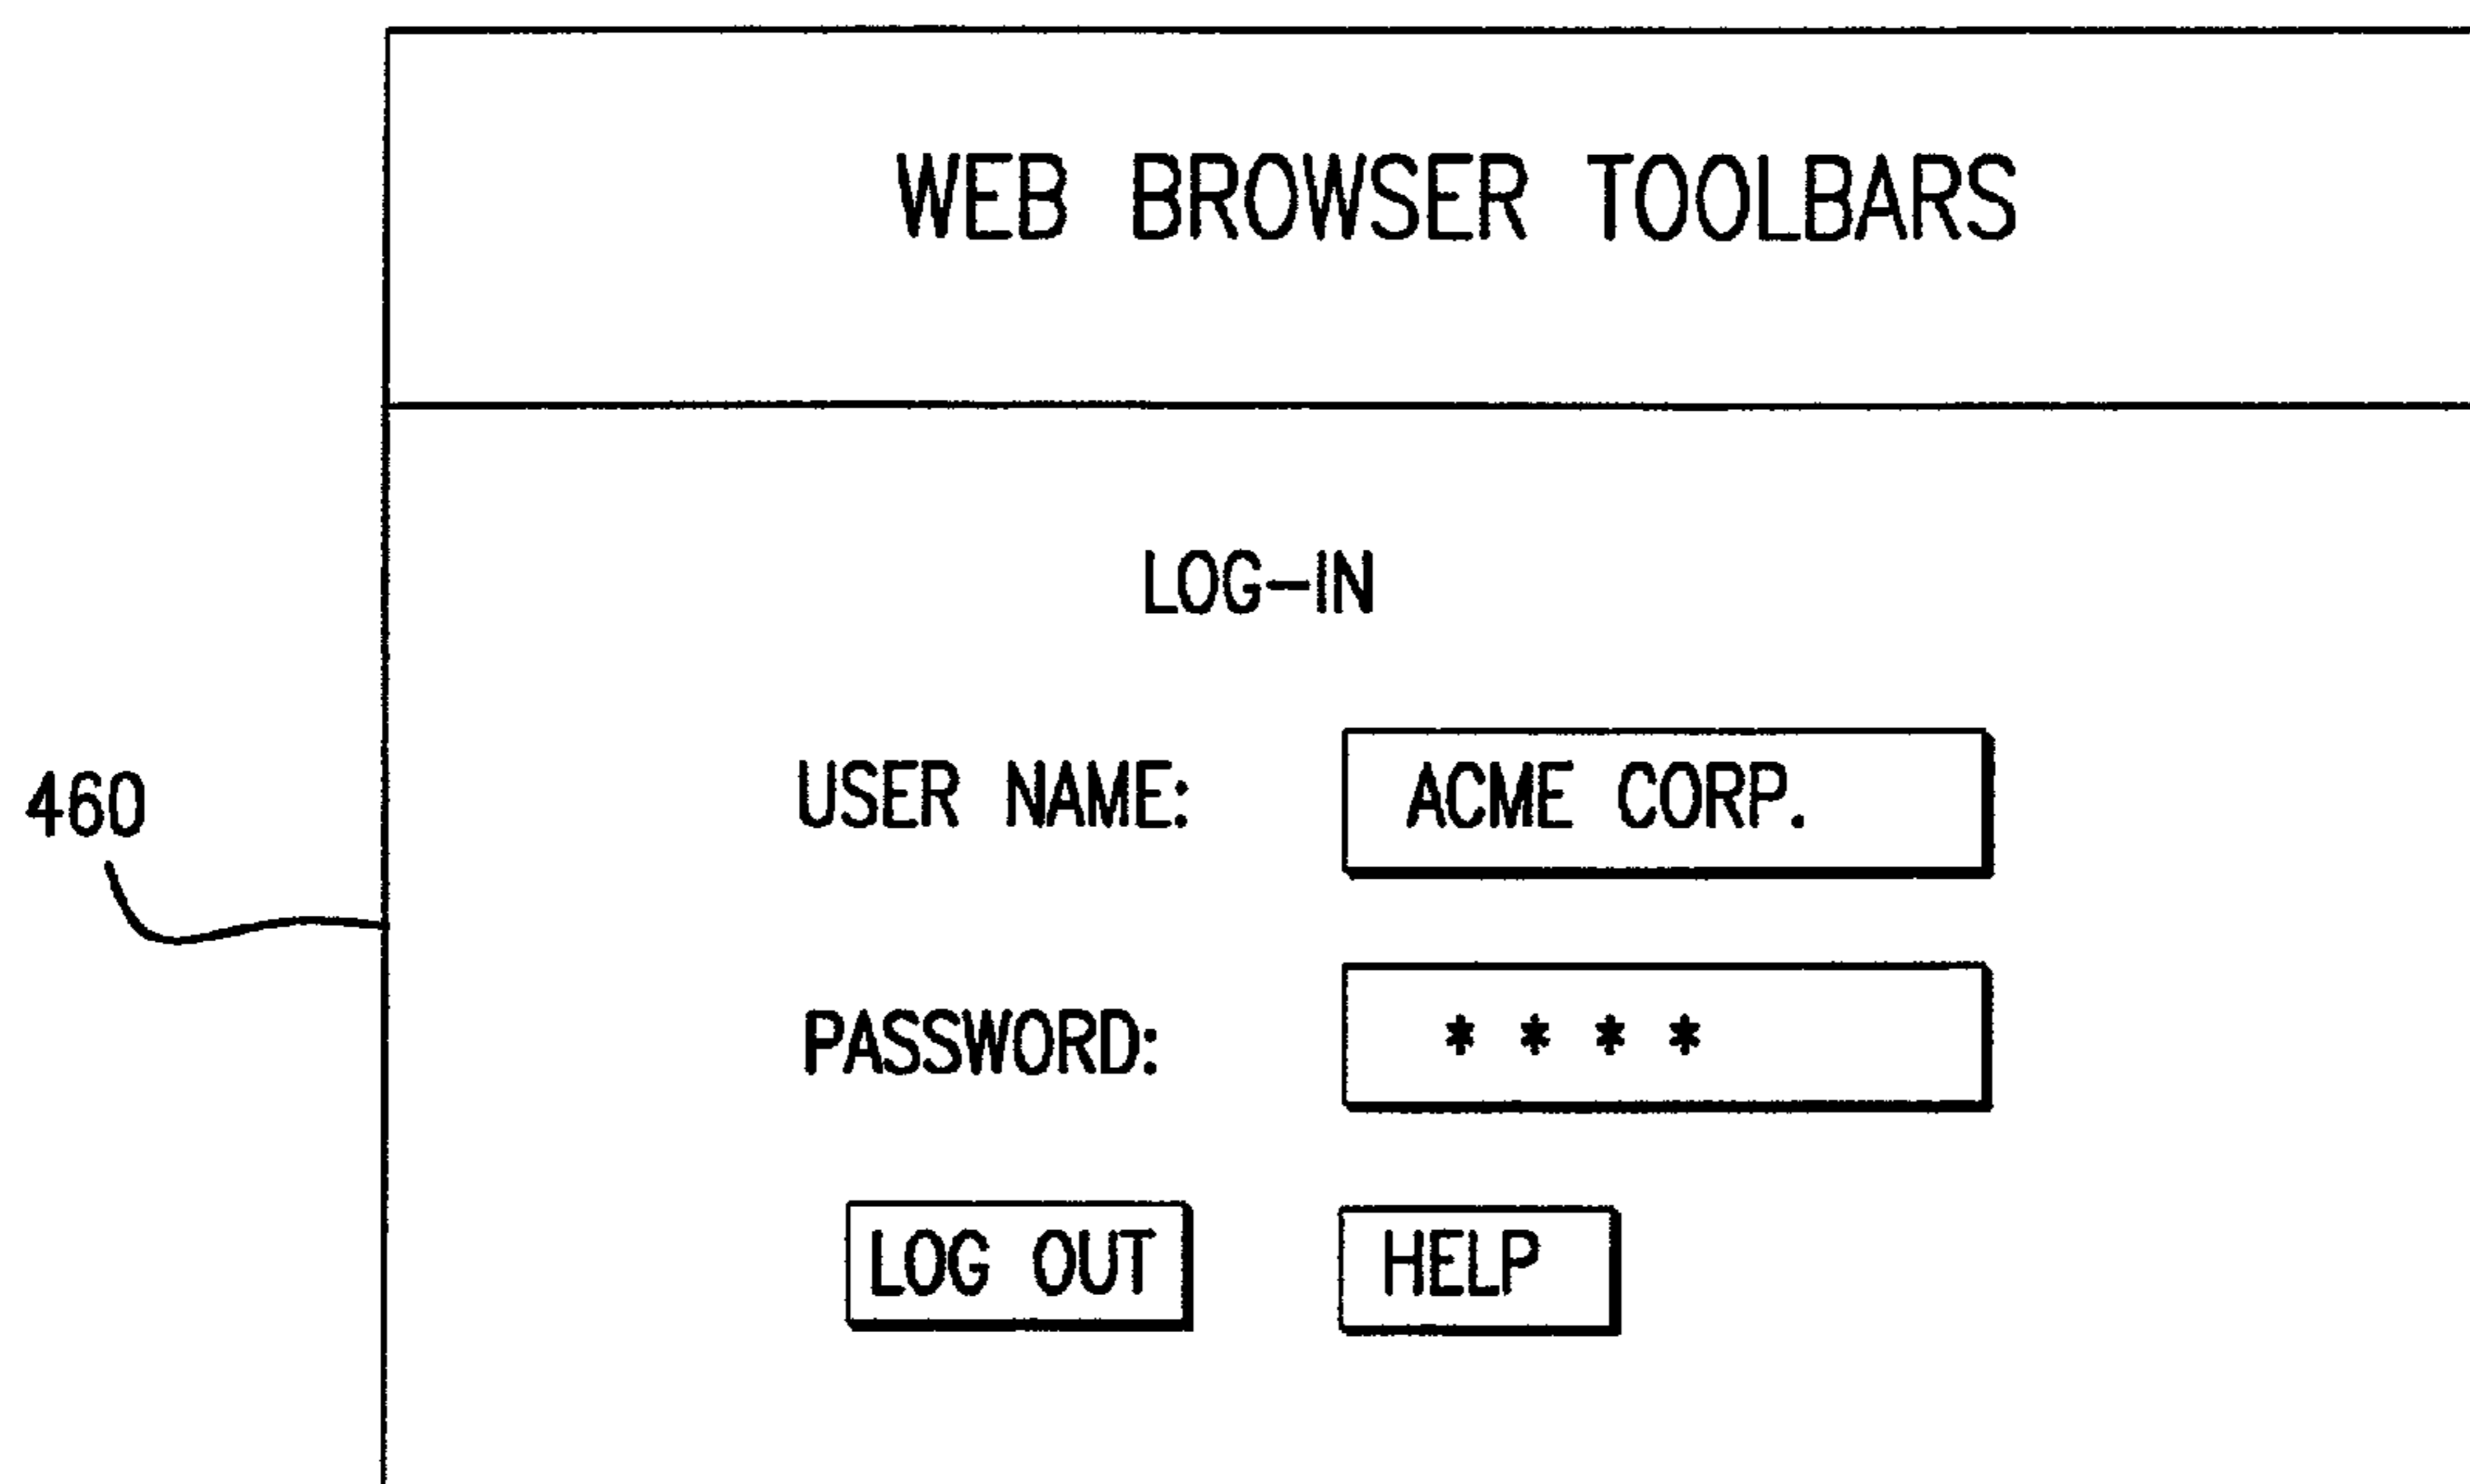 WEB BROWSER TOOLBARS
LOG-IN
USER NAME: ACME CORP.
460
PASSWORD: * * * *
LOG OUT HELP